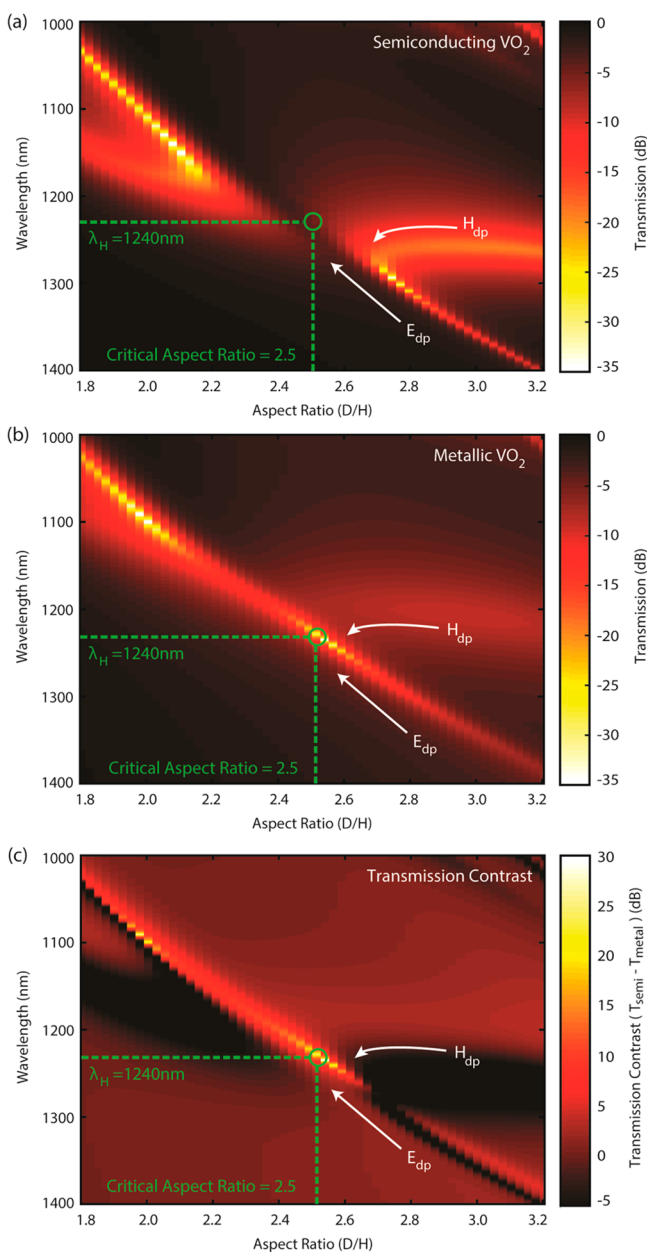 (a)
Semiconducting VO2
1000
1100
1200
1300
1400
Wavelength (nm)
λH =1240nm
Hdp
Edp
Critical Aspect Ratio = 2.5
1.8 2.0 2.2 2.4 2.6 2.8 3.0 3.2
Aspect Ratio (D/H)
0
-5
-10
-15
-20
-25
-30
-35
Transmission (dB)
(b)
Metallic VO2
1000
1100
1200
1300
1400
Wavelength (nm)
λH =1240nm
Hdp
Edp
Critical Aspect Ratio = 2.5
1.8 2.0 2.2 2.4 2.6 2.8 3.0 3.2
Aspect Ratio (D/H)
0
-5
-10
-15
-20
-25
-30
-35
Transmission (dB)
(c)
Transmission Contrast
1000
1100
1200
1300
1400
Wavelength (nm)
λH =1240nm
Hdp
Edp
Critical Aspect Ratio = 2.5
1.8 2.0 2.2 2.4 2.6 2.8 3.0 3.2
Aspect Ratio (D/H)
30
25
20
15
10
5
0
-5
Transmission Contrast ( Tsemi - Tmetal ) (dB)